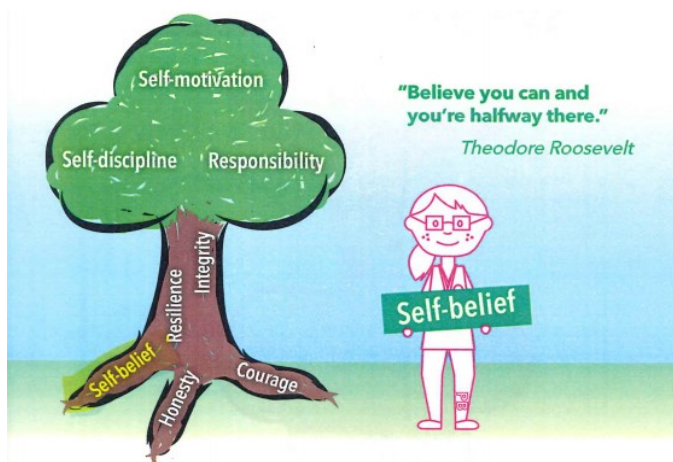 Self-motivation
Self-discipline
Responsibility
Resilience
Integrity
Self-belief
Honesty
Courage
"Believe you can and
you're halfway there."
Theodore Roosevelt
Self-belief